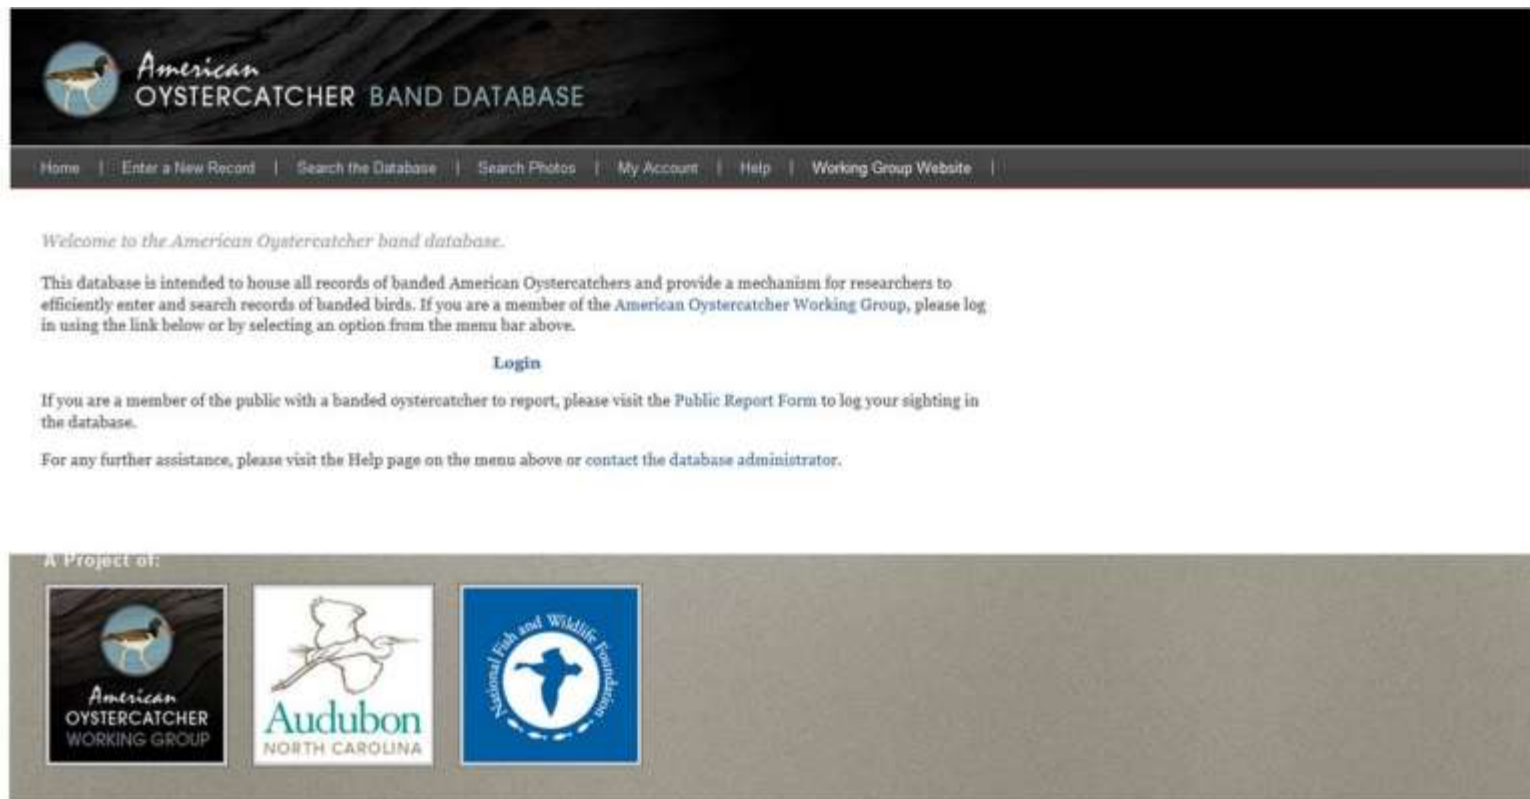 American
OYSTERCATCHER BAND DATABASE
Home | Enter a New Record | Search the Database | Search Photos | My Account | Help | Working Group Website |
Welcome to the American Oystercatcher band database.
This database is intended to house all records of banded American Oystercatchers and provide a mechanism for researchers to
efficiently enter and search records of banded birds. If you are a member of the American Oystercatcher Working Group, please log
in using the link below or by selecting an option from the menu bar above.
Login
If you are a member of the public with a banded oystercatcher to report, please visit the Public Report Form to log your sighting in
the database.
For any further assistance, please visit the Help page on the menu above or contact the database administrator.
A Project of:
American
OYSTERCATCHER
WORKING GROUP
Audubon
NORTH CAROLINA
National Fish and Wildlife Foundation